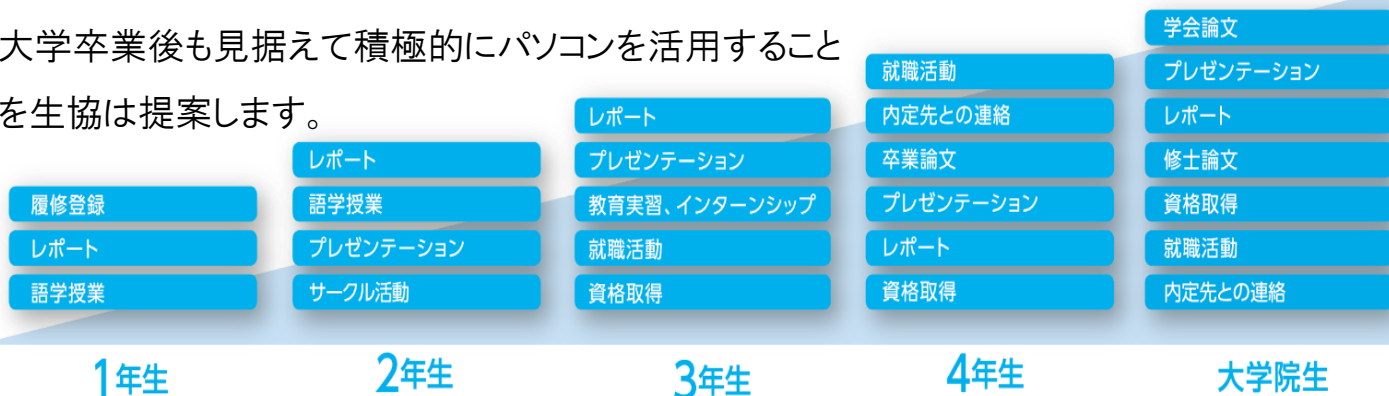 大学卒業後も見据えて積極的にパソコンを活用すること
を生協は提案します。
履修登録
レポート
語学授業
1年生
レポート
語学授業
プレゼンテーション
サークル活動
2年生
レポート
プレゼンテーション
教育実習、インターンシップ
就職活動
資格取得
3年生
就職活動
内定先との連絡
卒業論文
プレゼンテーション
レポート
資格取得
4年生
学会論文
プレゼンテーション
レポート
修士論文
資格取得
就職活動
内定先との連絡
大学院生